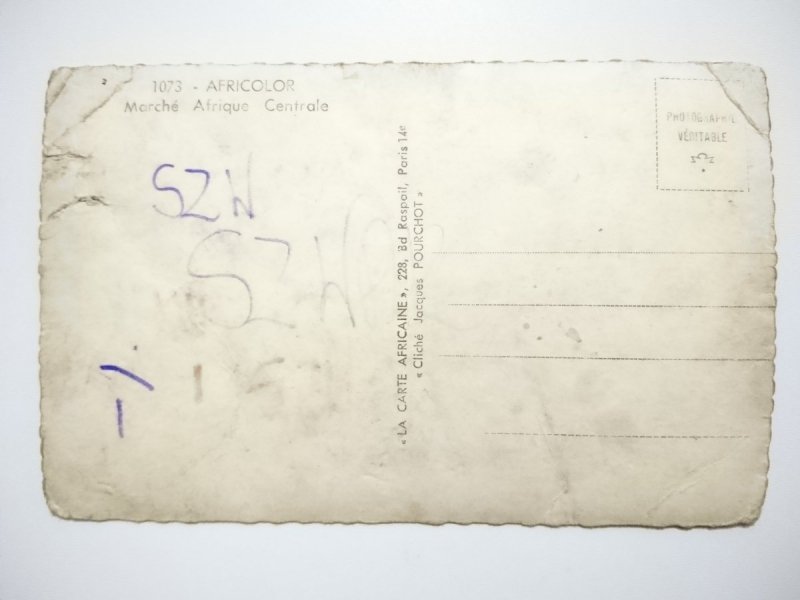 1073 - AFRICOLOR
Marché Afrique Centrale
PHOTOGRAPHIE
VÉRITABLE
SZW
SZW
« LA CARTE AFRICAINE », 228, Bd Raspail, Paris 14e
« Cliché Jacques POURCHOT »